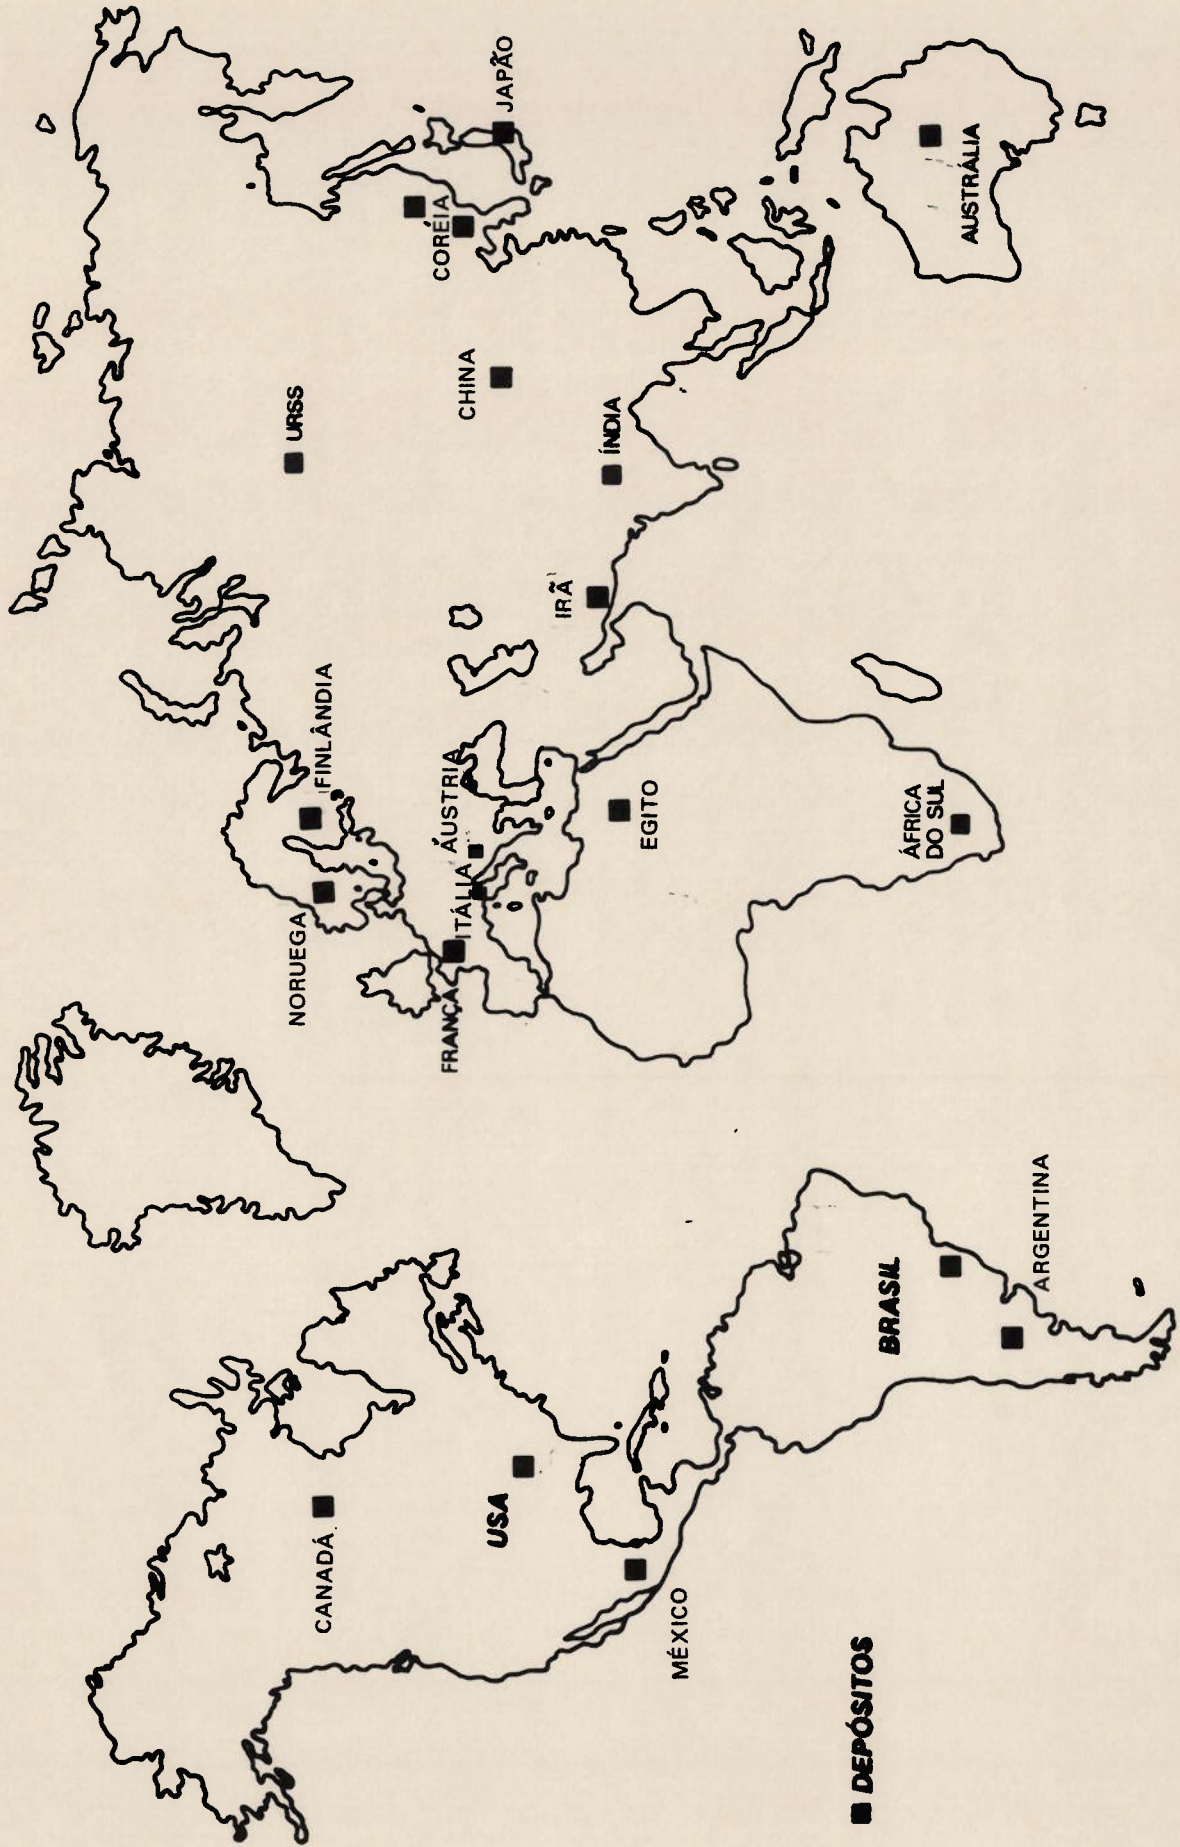 CANADÁ
USA
MÉXICO
BRASIL
ARGENTINA
NORUEGA
FINLÂNDIA
FRANÇA
ITÁLIA
ÁUSTRIA
EGITO
ÁFRICA
DO SUL
URSS
IRÃ
ÍNDIA
CHINA
CORÉIA
JAPÃO
AUSTRÁLIA
DEPÓSITOS